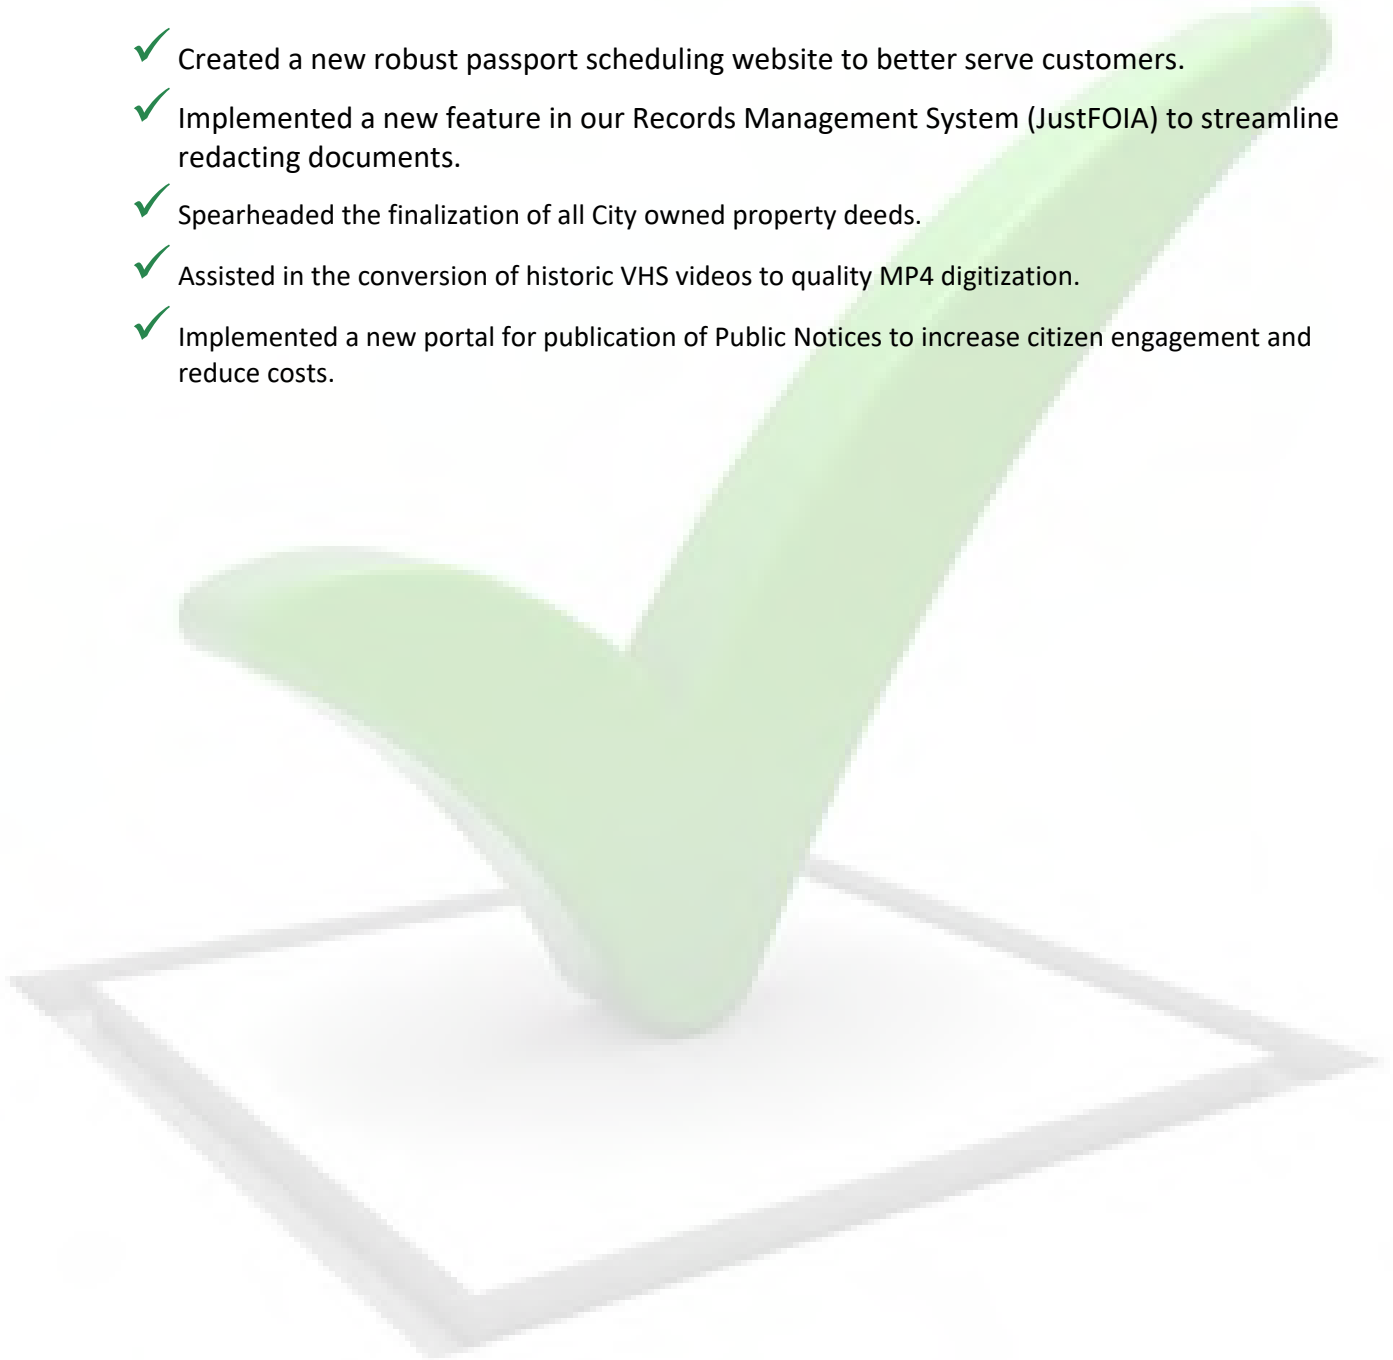 Created a new robust passport scheduling website to better serve customers.
Implemented a new feature in our Records Management System (JustFOIA) to streamline
redacting documents.
Spearheaded the finalization of all City owned property deeds.
Assisted in the conversion of historic VHS videos to quality MP4 digitization.
Implemented a new portal for publication of Public Notices to increase citizen engagement and
reduce costs.